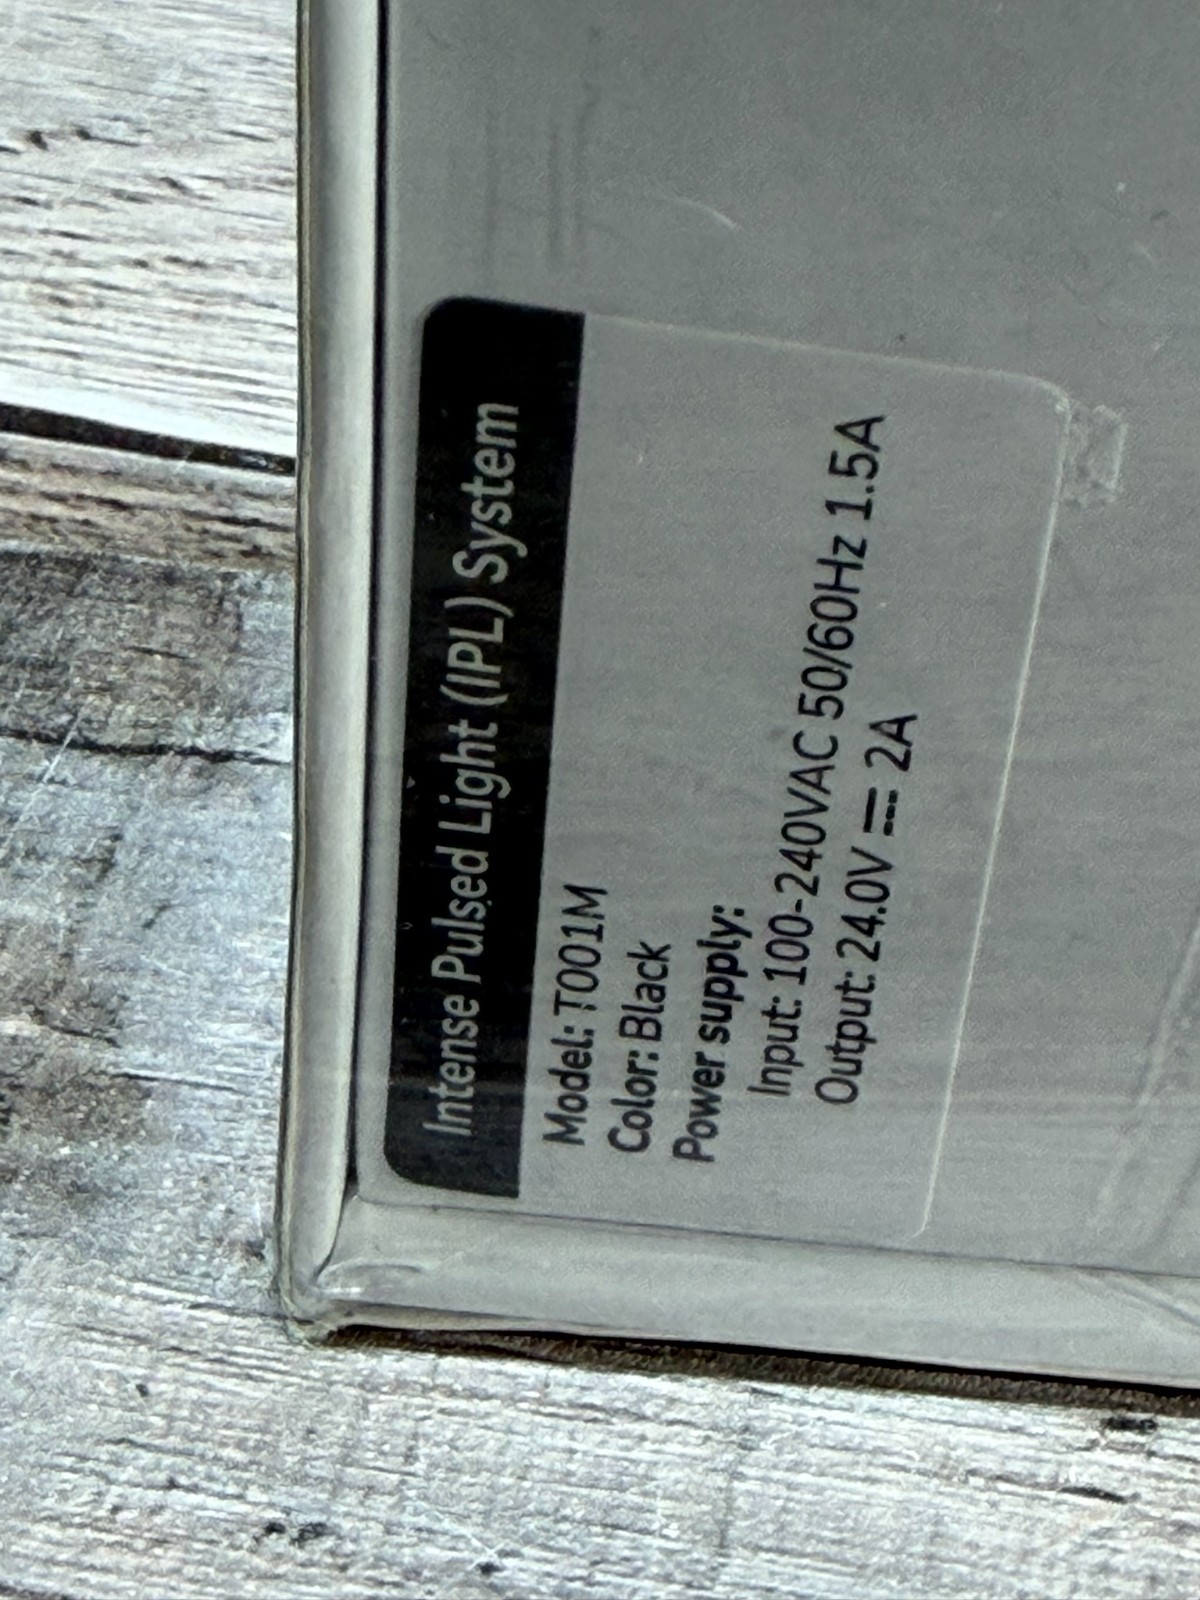 Intense Pulsed Light (IPL) System
Model: T001M
Color: Black
Power supply:
Input: 100-240VAC 50/60Hz 1.5A
Output: 24.0V ⎓ 2A